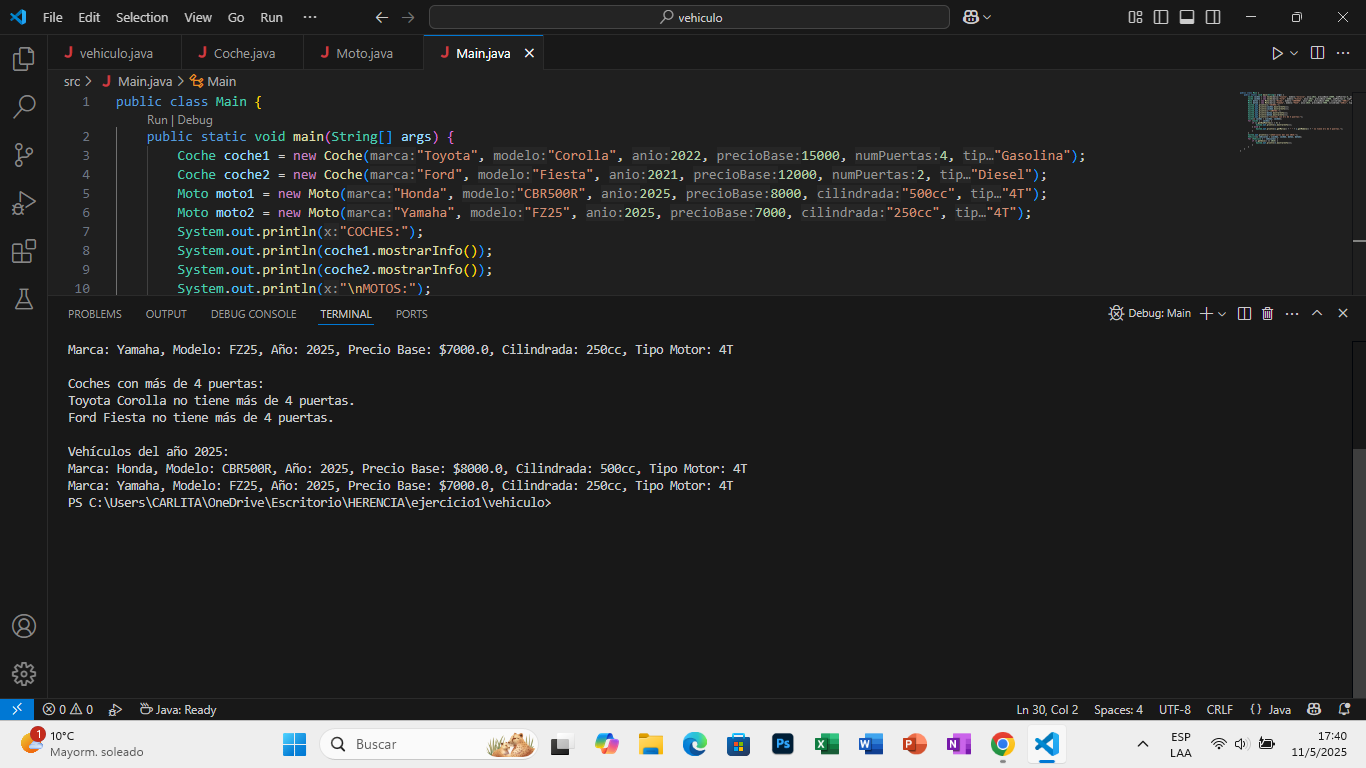 File Edit Selection View Go Run ··· vehiculo
vehiculo.java Coche.java Moto.java Main.java
src > Main.java > Main
1 public class Main {
Run | Debug
2 public static void main(String[] args) {
3 Coche coche1 = new Coche(marca:"Toyota", modelo:"Corolla", anio:2022, precioBase:15000, numPuertas:4, tip…"Gasolina");
4 Coche coche2 = new Coche(marca:"Ford", modelo:"Fiesta", anio:2021, precioBase:12000, numPuertas:2, tip…"Diesel");
5 Moto moto1 = new Moto(marca:"Honda", modelo:"CBR500R", anio:2025, precioBase:8000, cilindrada:"500cc", tip…"4T");
6 Moto moto2 = new Moto(marca:"Yamaha", modelo:"FZ25", anio:2025, precioBase:7000, cilindrada:"250cc", tip…"4T");
7 System.out.println(x:"COCHES:");
8 System.out.println(coche1.mostrarInfo());
9 System.out.println(coche2.mostrarInfo());
10 System.out.println(x:"\nMOTOS:");
PROBLEMS OUTPUT DEBUG CONSOLE TERMINAL PORTS Debug: Main
Marca: Yamaha, Modelo: FZ25, Año: 2025, Precio Base: $7000.0, Cilindrada: 250cc, Tipo Motor: 4T
Coches con más de 4 puertas:
Toyota Corolla no tiene más de 4 puertas.
Ford Fiesta no tiene más de 4 puertas.
Vehículos del año 2025:
Marca: Honda, Modelo: CBR500R, Año: 2025, Precio Base: $8000.0, Cilindrada: 500cc, Tipo Motor: 4T
Marca: Yamaha, Modelo: FZ25, Año: 2025, Precio Base: $7000.0, Cilindrada: 250cc, Tipo Motor: 4T
PS C:\Users\CARLITA\OneDrive\Escritorio\HERENCIA\ejercicio1\vehiculo>
0 0 Java: Ready Ln 30, Col 2 Spaces: 4 UTF-8 CRLF {} Java
1 10°C
Mayorm. soleado
Buscar
ESP
LAA
17:40
11/5/2025